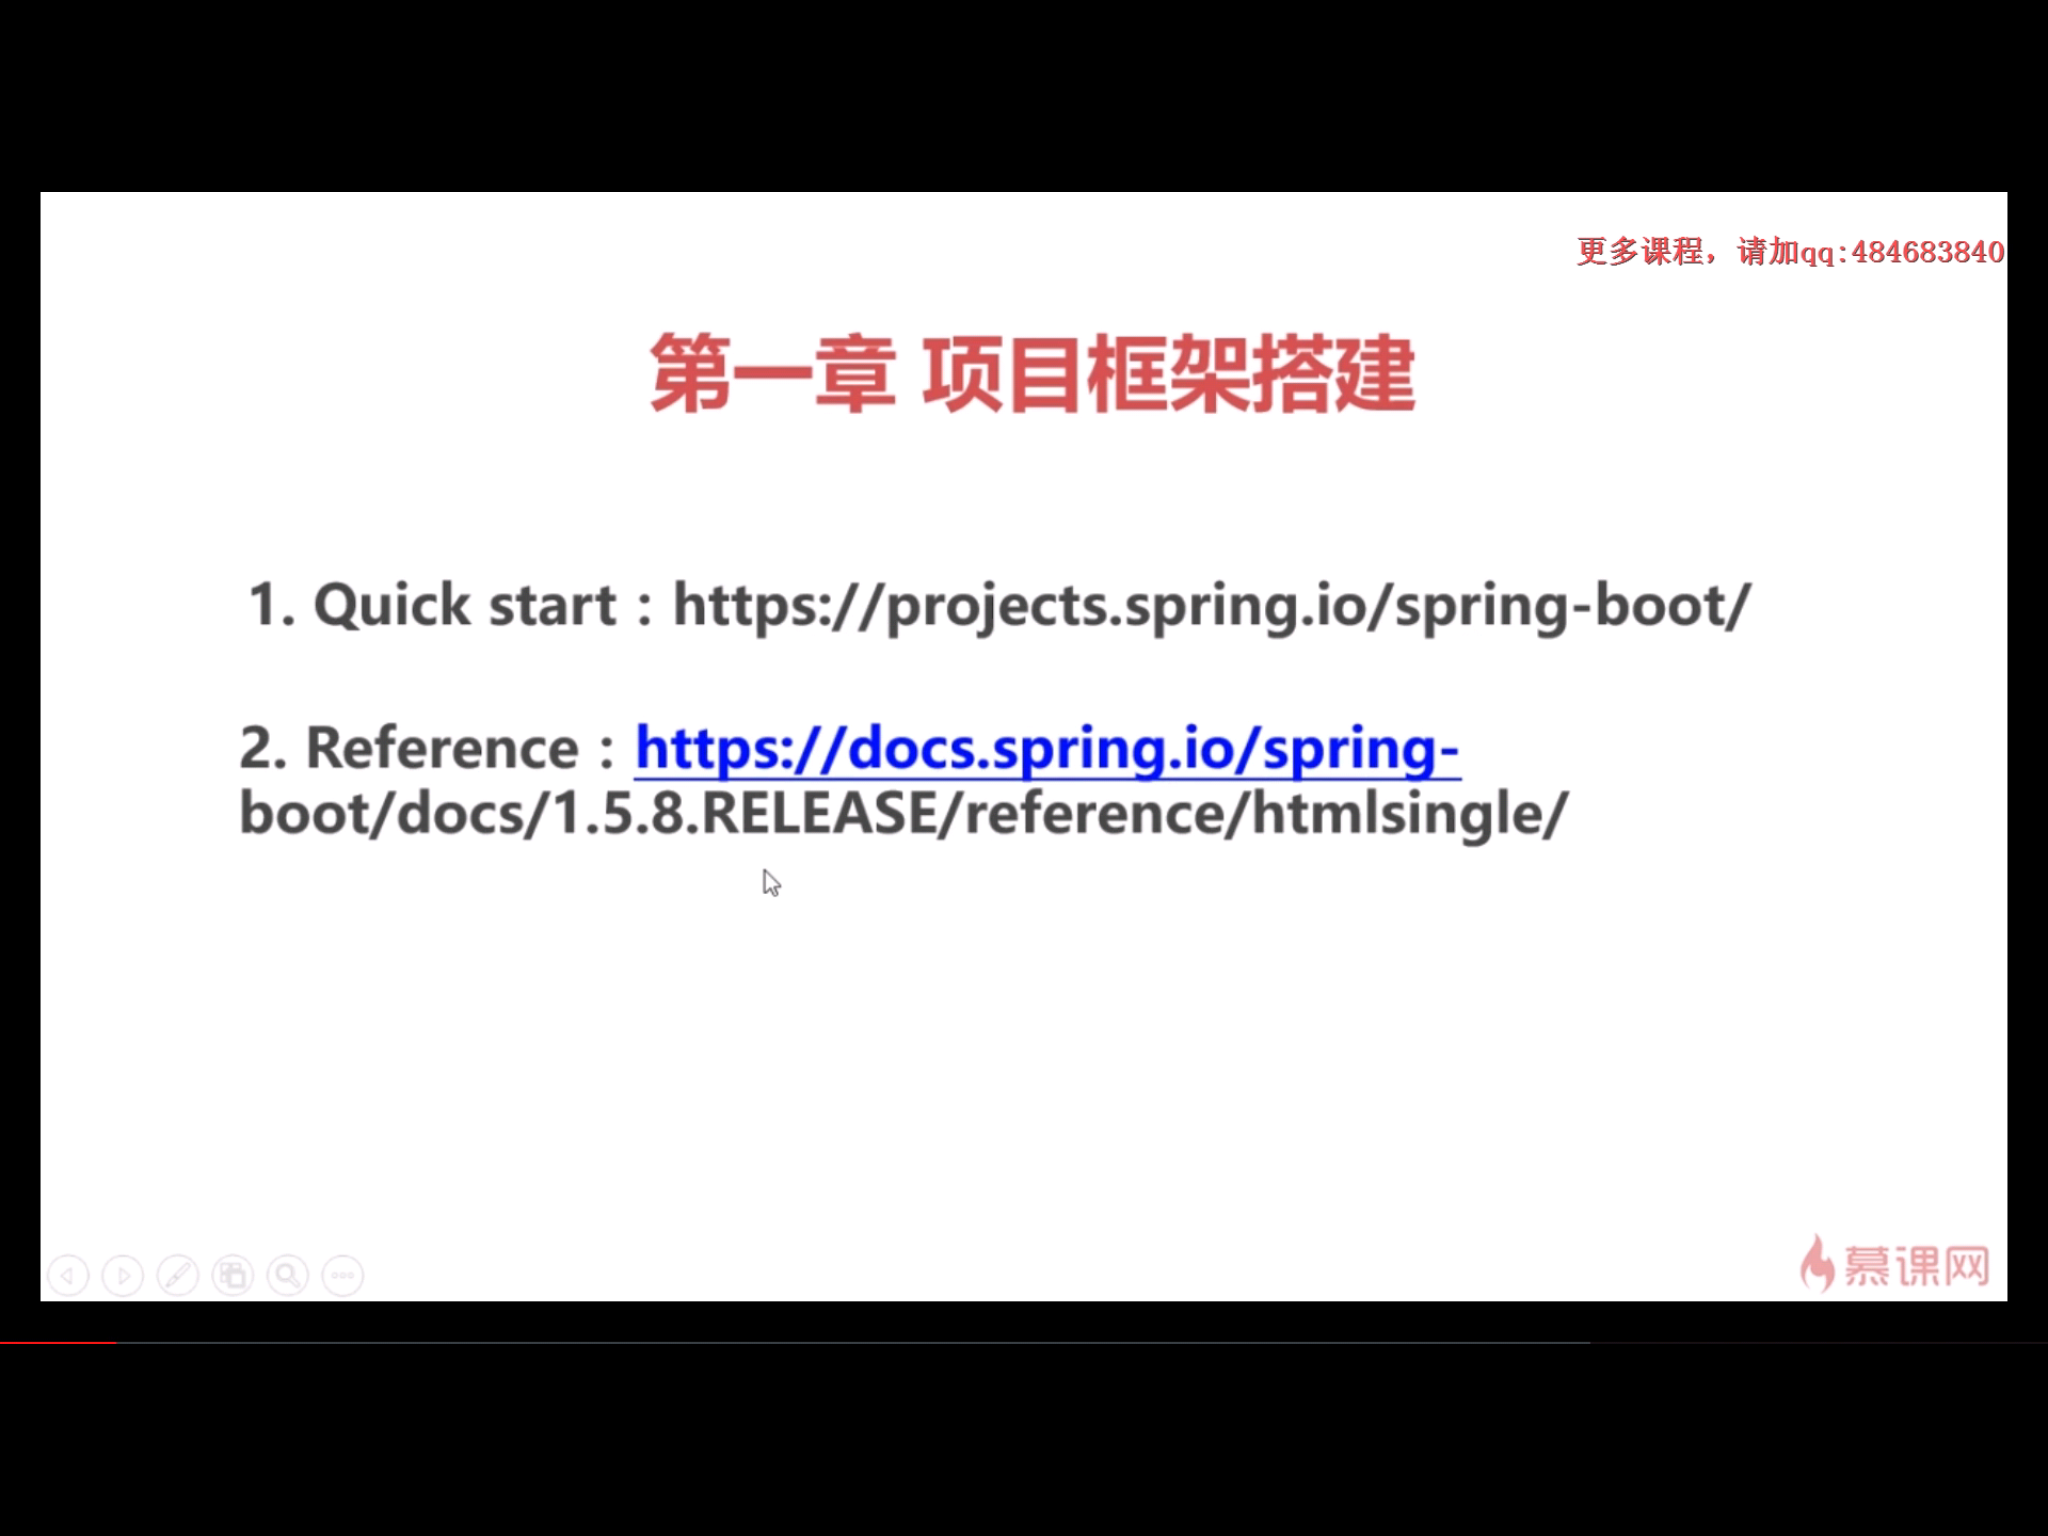 更多课程，请加qq:484683840
第一章 项目框架搭建
1. Quick start：https://projects.spring.io/spring-boot/
2. Reference：https://docs.spring.io/spring-
boot/docs/1.5.8.RELEASE/reference/htmlsingle/
慕课网